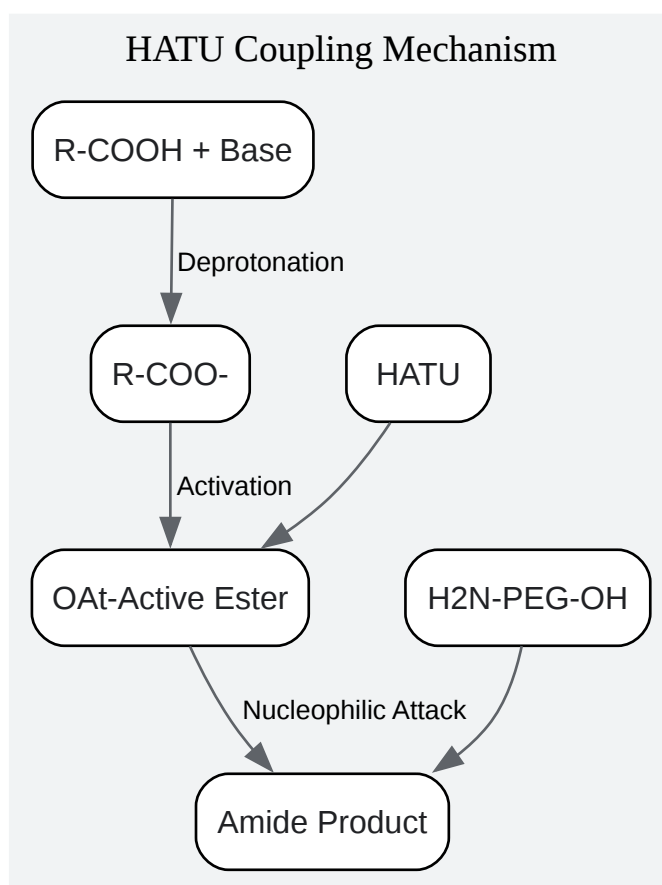 HATU Coupling Mechanism
R-COOH + Base
Deprotonation
R-COO-
HATU
Activation
OAt-Active Ester
H2N-PEG-OH
Nucleophilic Attack
Amide Product